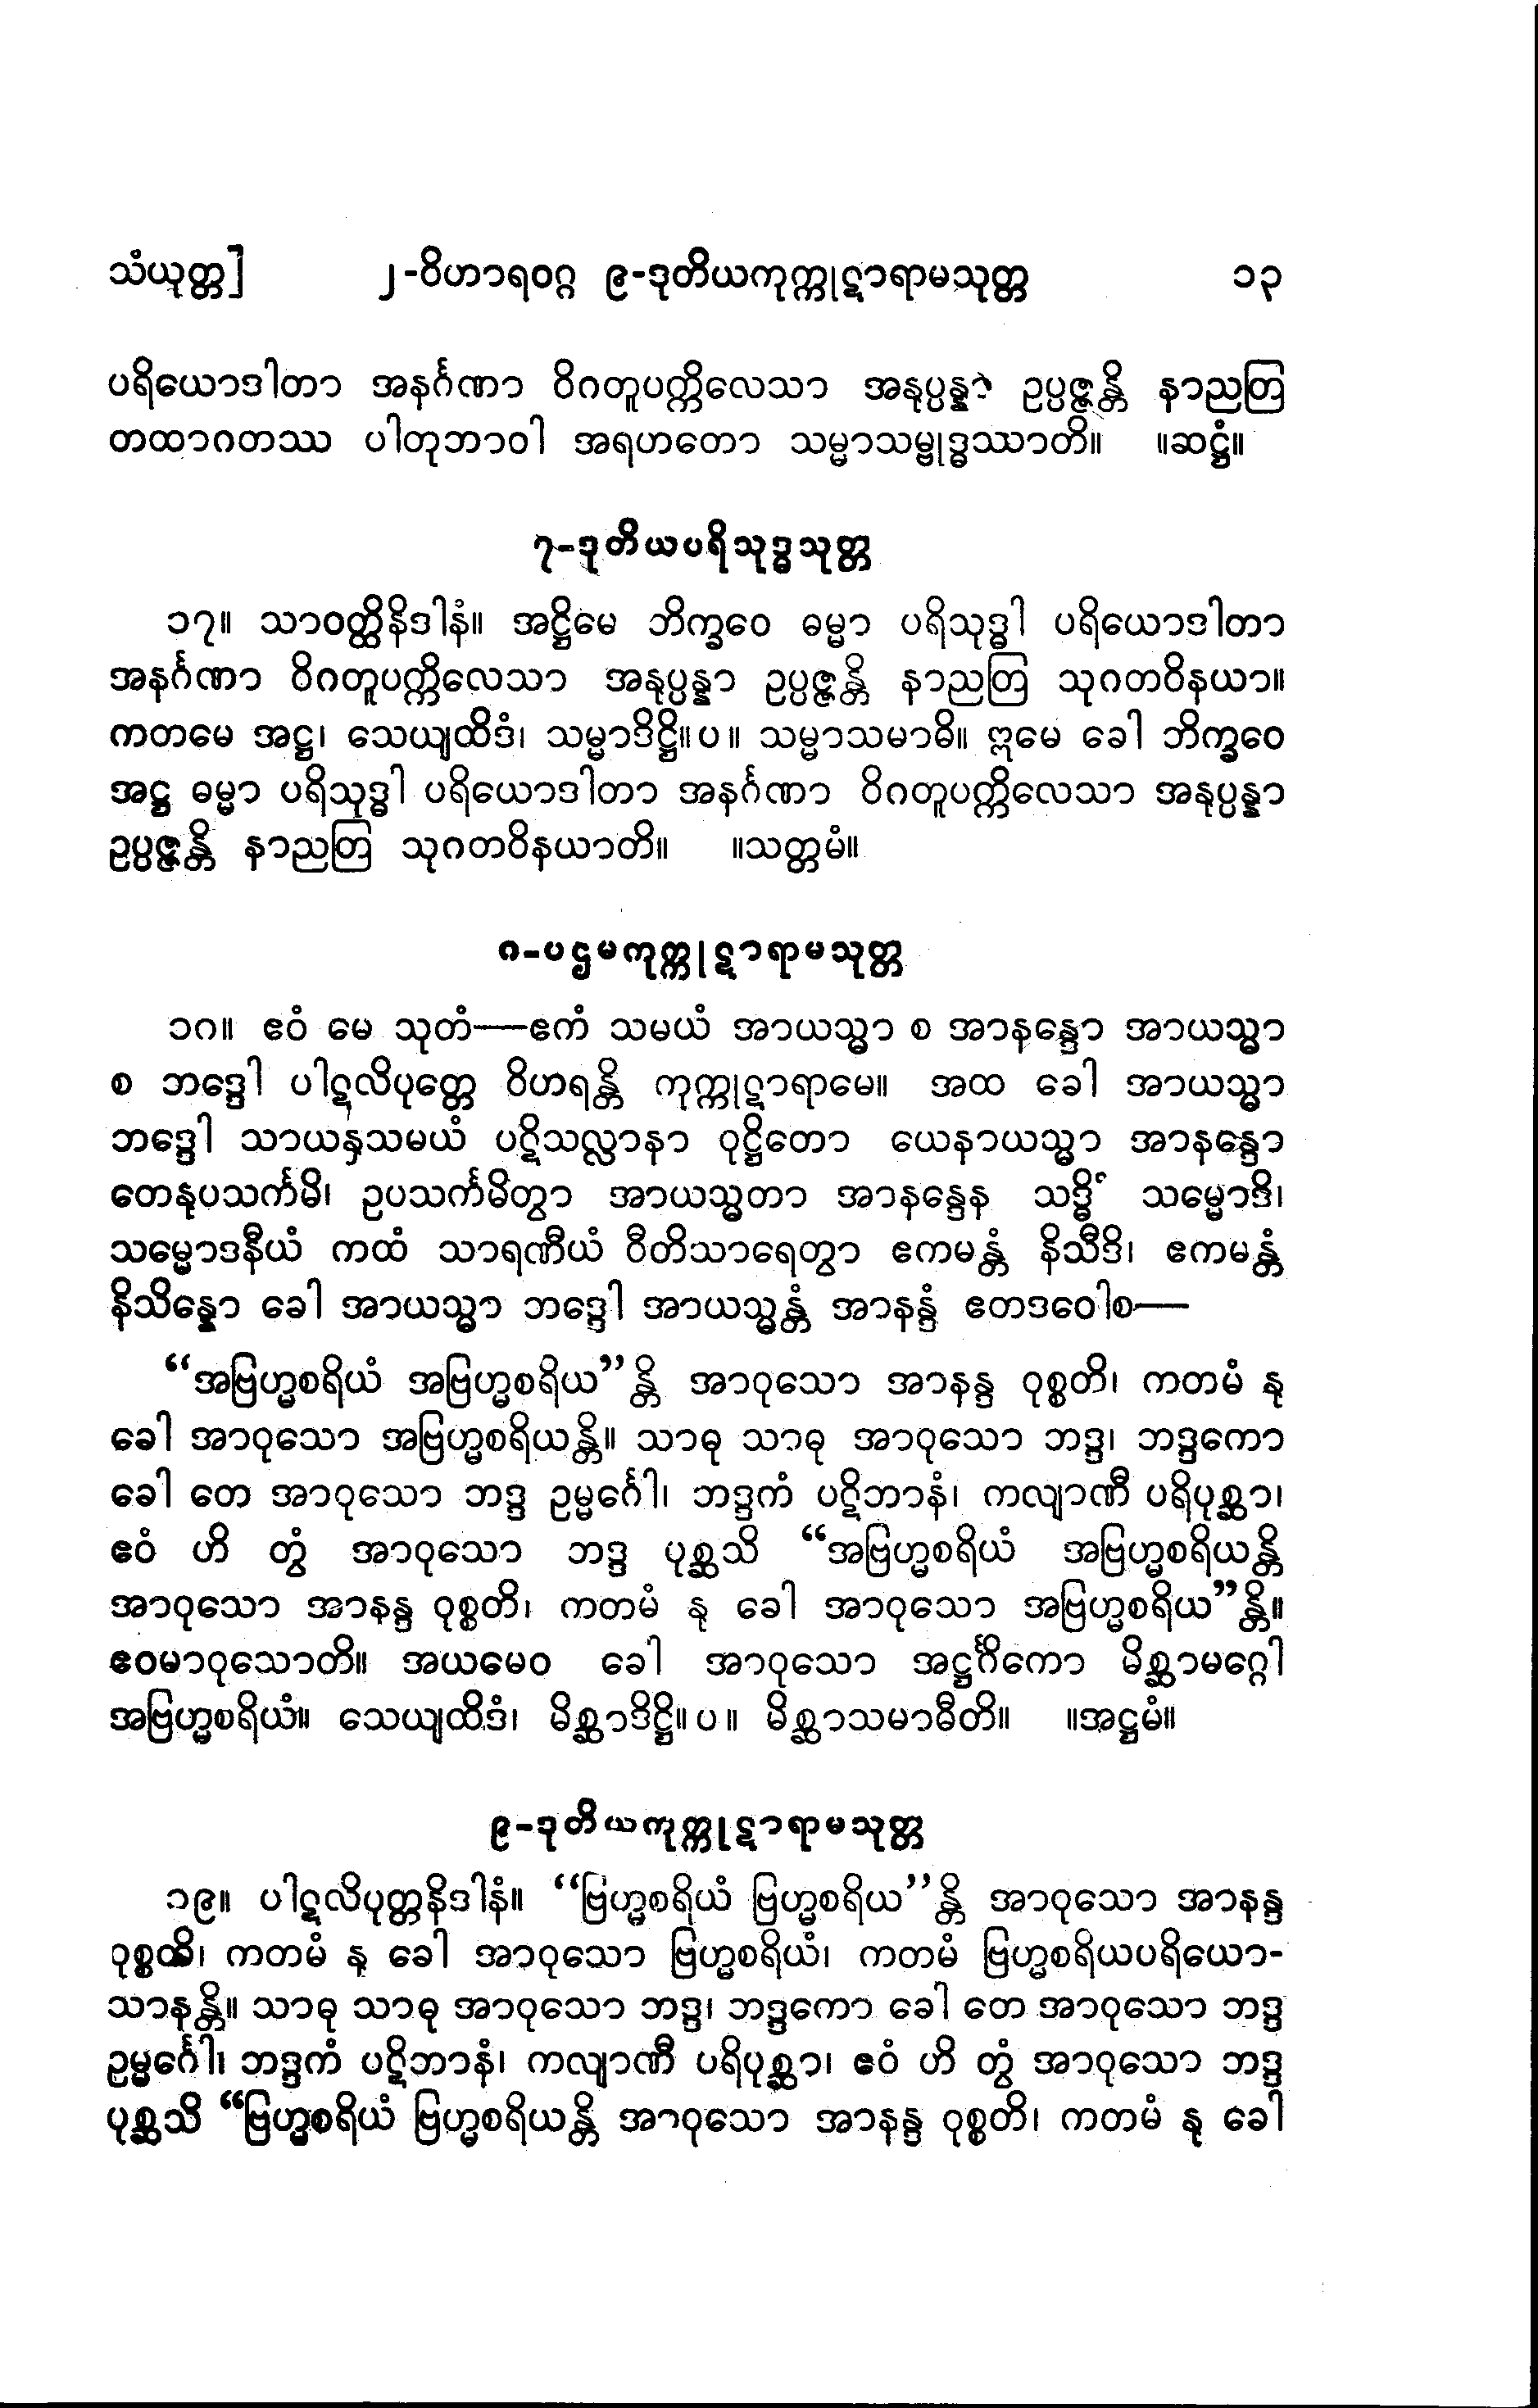 သံယုတ္တ] ၂-ဝိဟာရဝဂ္ဂ ၉-ဒုတိယကုက္ကုဋာရာမသုတ္တ ၁၃
ပရိယောဒါတာ အနင်္ဂဏာ ဝိဂတူပက္ကိလေသာ အနုပ္ပန္နာ ဥပ္ပဇ္ဇန္တိ နာညတြ
တထာဂတဿ ပါတုဘာဝါ အရဟတော သမ္မာသမ္ဗုဒ္ဓဿာတိ။ ။ဆဋ္ဌံ။
၇-ဒုတိယပရိသုဒ္ဓသုတ္တ
၁၇။ သာဝတ္ထိနိဒါနံ။ အဋ္ဌိမေ ဘိက္ခဝေ ဓမ္မာ ပရိသုဒ္ဓါ ပရိယောဒါတာ
အနင်္ဂဏာ ဝိဂတူပက္ကိလေသာ အနုပ္ပန္နာ ဥပ္ပဇ္ဇန္တိ နာညတြ သုဂတဝိနယာ။
ကတမေ အဋ္ဌ၊ သေယျထိဒံ၊ သမ္မာဒိဋ္ဌိ။ပ။ သမ္မာသမာဓိ။ ဣမေ ခေါ ဘိက္ခဝေ
အဋ္ဌ ဓမ္မာ ပရိသုဒ္ဓါ ပရိယောဒါတာ အနင်္ဂဏာ ဝိဂတူပက္ကိလေသာ အနုပ္ပန္နာ
ဥပ္ပဇ္ဇန္တိ နာညတြ သုဂတဝိနယာတိ။ ။သတ္တမံ။
၈-ပဌမကုက္ကုဋာရာမသုတ္တ
၁၈။ ဧဝံ မေ သုတံ—ဧကံ သမယံ အာယသ္မာ စ အာနန္ဒော အာယသ္မာ
စ ဘဒ္ဒေါ ပါဋလိပုတ္တေ ဝိဟရန္တိ ကုက္ကုဋာရာမေ။ အထ ခေါ အာယသ္မာ
ဘဒ္ဒေါ သာယနှသမယံ ပဋိသလ္လာနာ ဝုဋ္ဌိတော ယေနာယသ္မာ အာနန္ဒော
တေနုပသင်္ကမိ၊ ဥပသင်္ကမိတွာ အာယသ္မတာ အာနန္ဒေန သဒ္ဓိံ သမ္မောဒိ၊
သမ္မောဒနီယံ ကထံ သာရဏီယံ ဝီတိသာရေတွာ ဧကမန္တံ နိသီဒိ၊ ဧကမန္တံ
နိသိန္နော ခေါ အာယသ္မာ ဘဒ္ဒေါ အာယသ္မန္တံ အာနန္ဒံ ဧတဒဝေါစ—
“အဗြဟ္မစရိယံ အဗြဟ္မစရိယ”န္တိ အာဝုသော အာနန္ဒ ဝုစ္စတိ၊ ကတမံ နု
ခေါ အာဝုသော အဗြဟ္မစရိယန္တိ။ သာဓု သာဓု အာဝုသော ဘဒ္ဒ၊ ဘဒ္ဒကော
ခေါ တေ အာဝုသော ဘဒ္ဒ ဥမ္မင်္ဂေါ၊ ဘဒ္ဒကံ ပဋိဘာနံ၊ ကလျာဏီ ပရိပုစ္ဆာ၊
ဧဝံ ဟိ တွံ အာဝုသော ဘဒ္ဒ ပုစ္ဆသိ “အဗြဟ္မစရိယံ အဗြဟ္မစရိယန္တိ
အာဝုသော အာနန္ဒ ဝုစ္စတိ၊ ကတမံ နု ခေါ အာဝုသော အဗြဟ္မစရိယ”န္တိ။
ဧဝမာဝုသောတိ။ အယမေဝ ခေါ အာဝုသော အဋ္ဌင်္ဂိကော မိစ္ဆာမဂ္ဂေါ
အဗြဟ္မစရိယံ။ သေယျထိဒံ၊ မိစ္ဆာဒိဋ္ဌိ။ပ။ မိစ္ဆာသမာဓီတိ။ ။အဋ္ဌမံ။
၉-ဒုတိယကုက္ကုဋာရာမသုတ္တ
၁၉။ ပါဋလိပုတ္တနိဒါနံ။ “ဗြဟ္မစရိယံ ဗြဟ္မစရိယ”န္တိ အာဝုသော အာနန္ဒ
ဝုစ္စတိ၊ ကတမံ နု ခေါ အာဝုသော ဗြဟ္မစရိယံ၊ ကတမံ ဗြဟ္မစရိယပရိယော-
သာနန္တိ။ သာဓု သာဓု အာဝုသော ဘဒ္ဒ၊ ဘဒ္ဒကော ခေါ တေ အာဝုသော ဘဒ္ဒ
ဥမ္မင်္ဂေါ၊ ဘဒ္ဒကံ ပဋိဘာနံ၊ ကလျာဏီ ပရိပုစ္ဆာ၊ ဧဝံ ဟိ တွံ အာဝုသော ဘဒ္ဒ
ပုစ္ဆသိ “ဗြဟ္မစရိယံ ဗြဟ္မစရိယန္တိ အာဝုသော အာနန္ဒ ဝုစ္စတိ၊ ကတမံ နု ခေါ